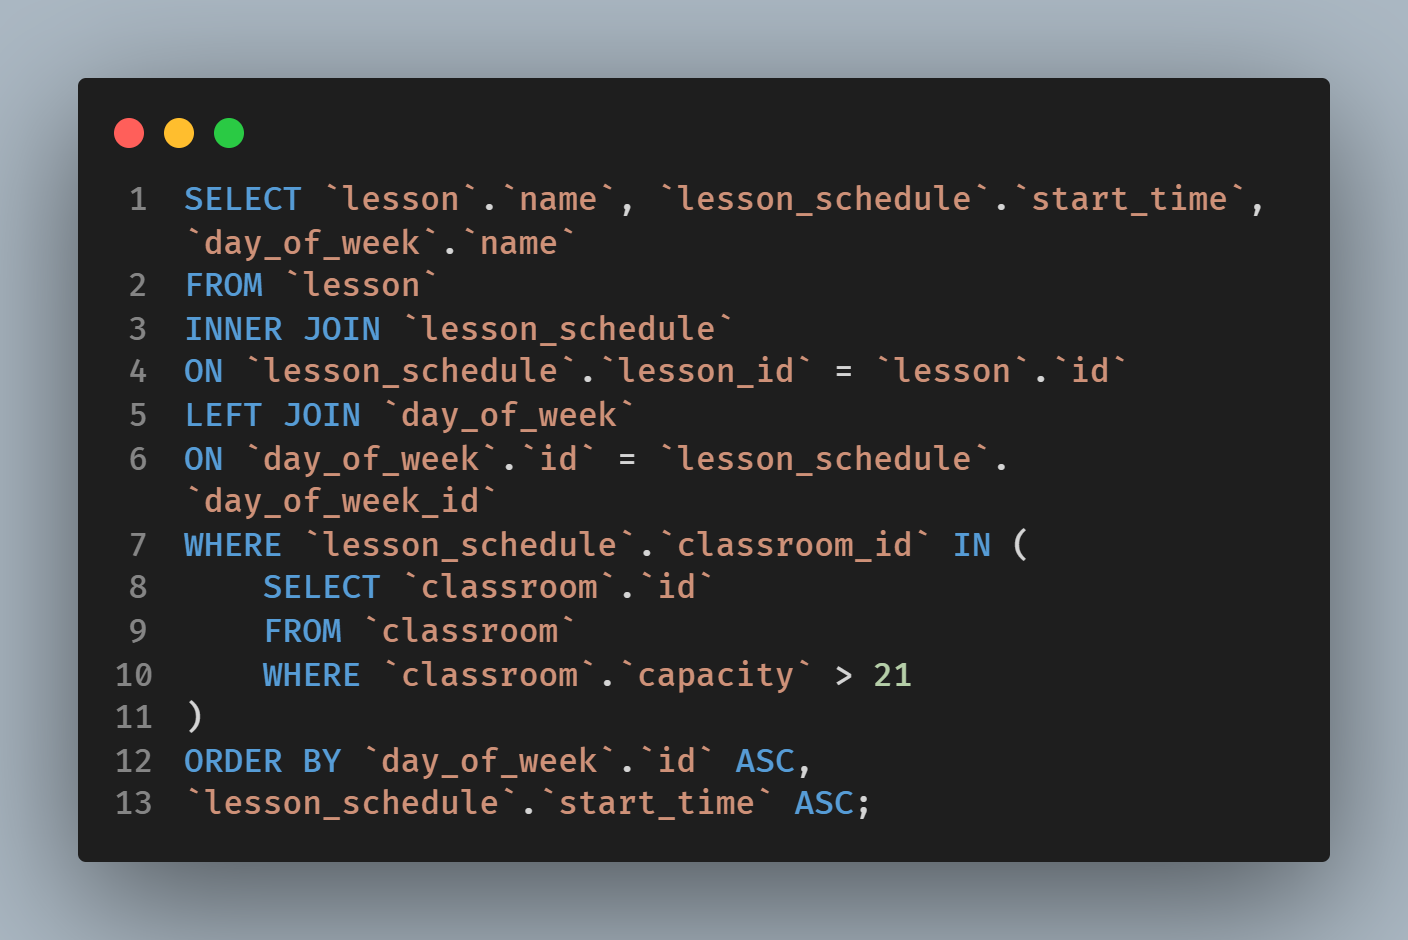 1 SELECT `lesson`.`name`, `lesson_schedule`.`start_time`,
`day_of_week`.`name`
2 FROM `lesson`
3 INNER JOIN `lesson_schedule`
4 ON `lesson_schedule`.`lesson_id` = `lesson`.`id`
5 LEFT JOIN `day_of_week`
6 ON `day_of_week`.`id` = `lesson_schedule`.
`day_of_week_id`
7 WHERE `lesson_schedule`.`classroom_id` IN (
8     SELECT `classroom`.`id`
9     FROM `classroom`
10     WHERE `classroom`.`capacity` > 21
11 )
12 ORDER BY `day_of_week`.`id` ASC,
13 `lesson_schedule`.`start_time` ASC;